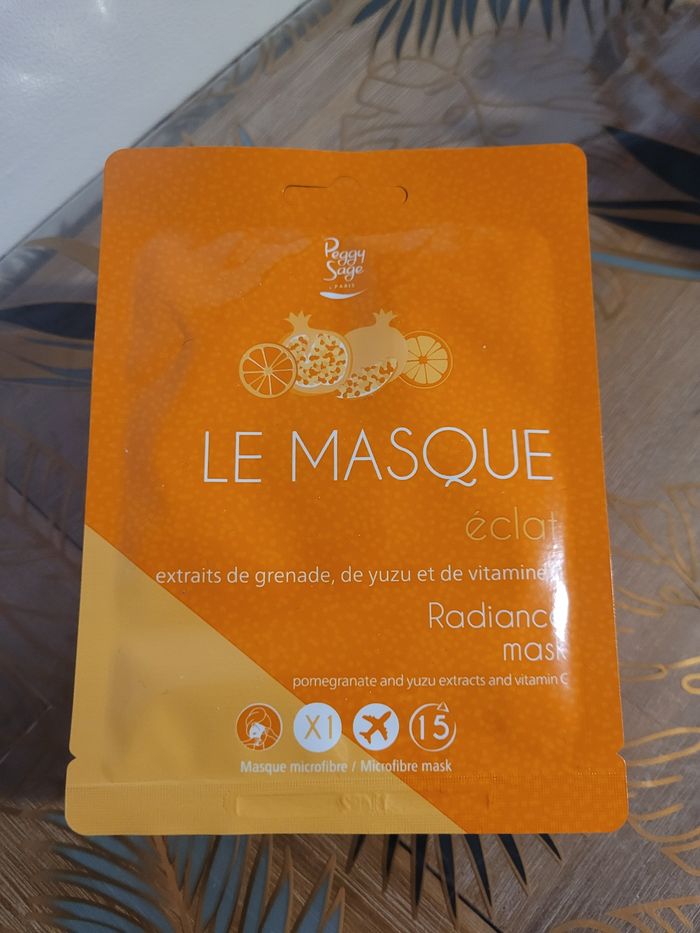 Peggy
Sage
PARIS
LE MASQUE
éclat
extraits de grenade, de yuzu et de vitamine
Radiance
mask
pomegranate and yuzu extracts and vitamin C
X1
15
Masque microfibre / Microfibre mask